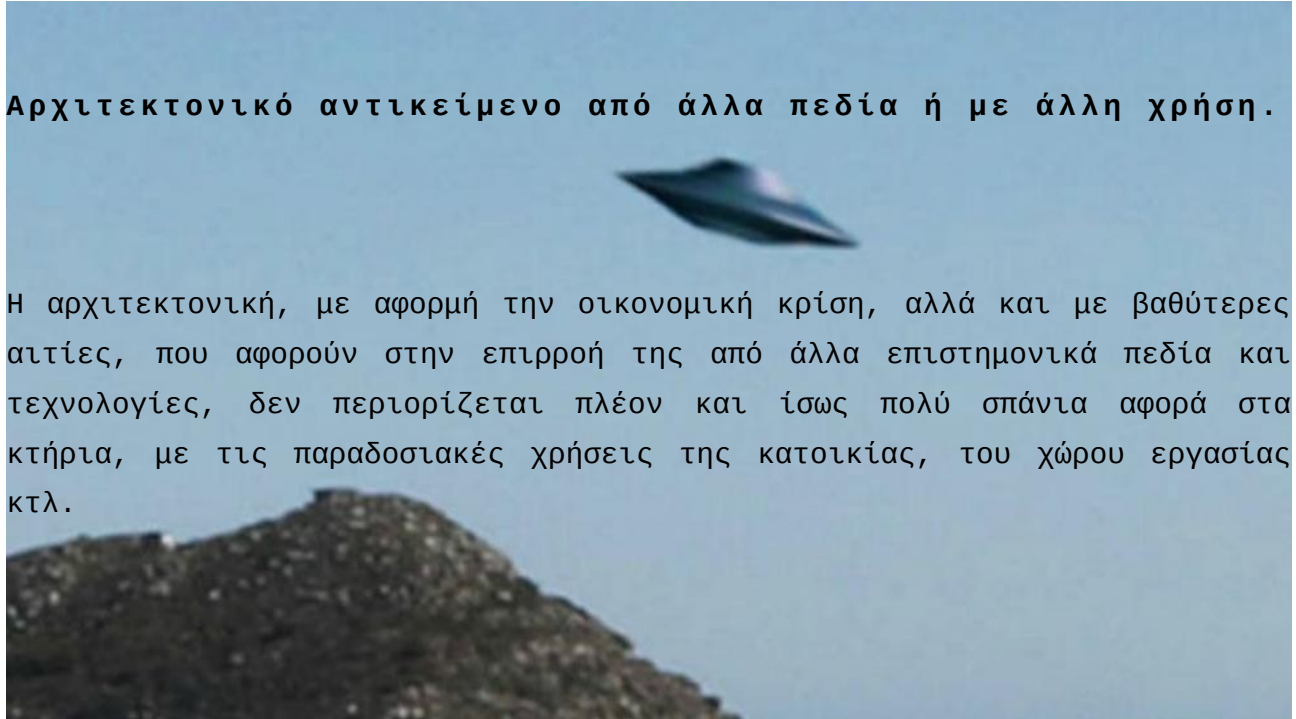 Αρχιτεκτονικό αντικείμενο από άλλα πεδία ή με άλλη χρήση.
Η αρχιτεκτονική, με αφορμή την οικονομική κρίση, αλλά και με βαθύτερες
αιτίες, που αφορούν στην επιρροή της από άλλα επιστημονικά πεδία και
τεχνολογίες, δεν περιορίζεται πλέον και ίσως πολύ σπάνια αφορά στα
κτήρια, με τις παραδοσιακές χρήσεις της κατοικίας, του χώρου εργασίας
κτλ.